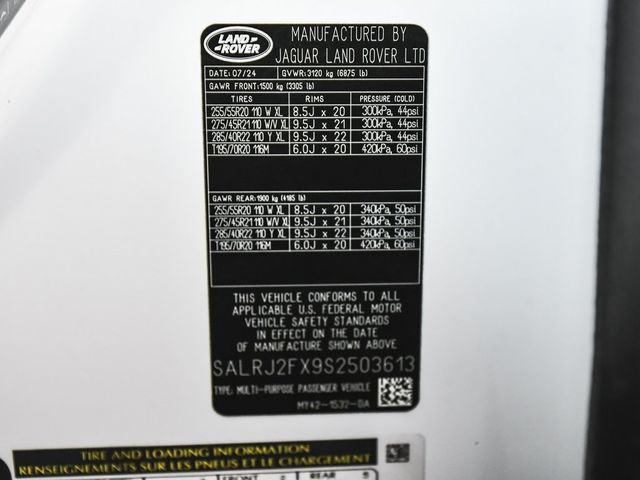 LAND ROVER
MANUFACTURED BY
JAGUAR LAND ROVER LTD
DATE: 07/24 GVWR: 3120 kg (6875 lb)
GAWR FRONT: 1500 kg (3305 lb)
TIRES RIMS PRESSURE (COLD)
255/55R20 110 W XL 8.5J x 20 300kPa, 44psi
275/45R21 110 W/V XL 9.5J x 21 300kPa, 44psi
285/40R22 110 Y XL 9.5J x 22 300kPa, 44psi
T195/70R20 116M 6.0J x 20 420kPa, 60psi
GAWR REAR: 1900 kg (4185 lb)
255/55R20 110 W XL 8.5J x 20 340kPa, 50psi
275/45R21 110 W/V XL 9.5J x 21 340kPa, 50psi
285/40R22 110 Y XL 9.5J x 22 340kPa, 50psi
T195/70R20 116M 6.0J x 20 420kPa, 60psi
THIS VEHICLE CONFORMS TO ALL
APPLICABLE U.S. FEDERAL MOTOR
VEHICLE SAFETY STANDARDS
IN EFFECT ON THE DATE
OF MANUFACTURE SHOWN ABOVE
SALRJ2FX9S2503613
TYPE: MULTI-PURPOSE PASSENGER VEHICLE
MY42-1532-DA
TIRE AND LOADING INFORMATION
RENSEIGNEMENTS SUR LES PNEUS ET LE CHARGEMENT
REAR